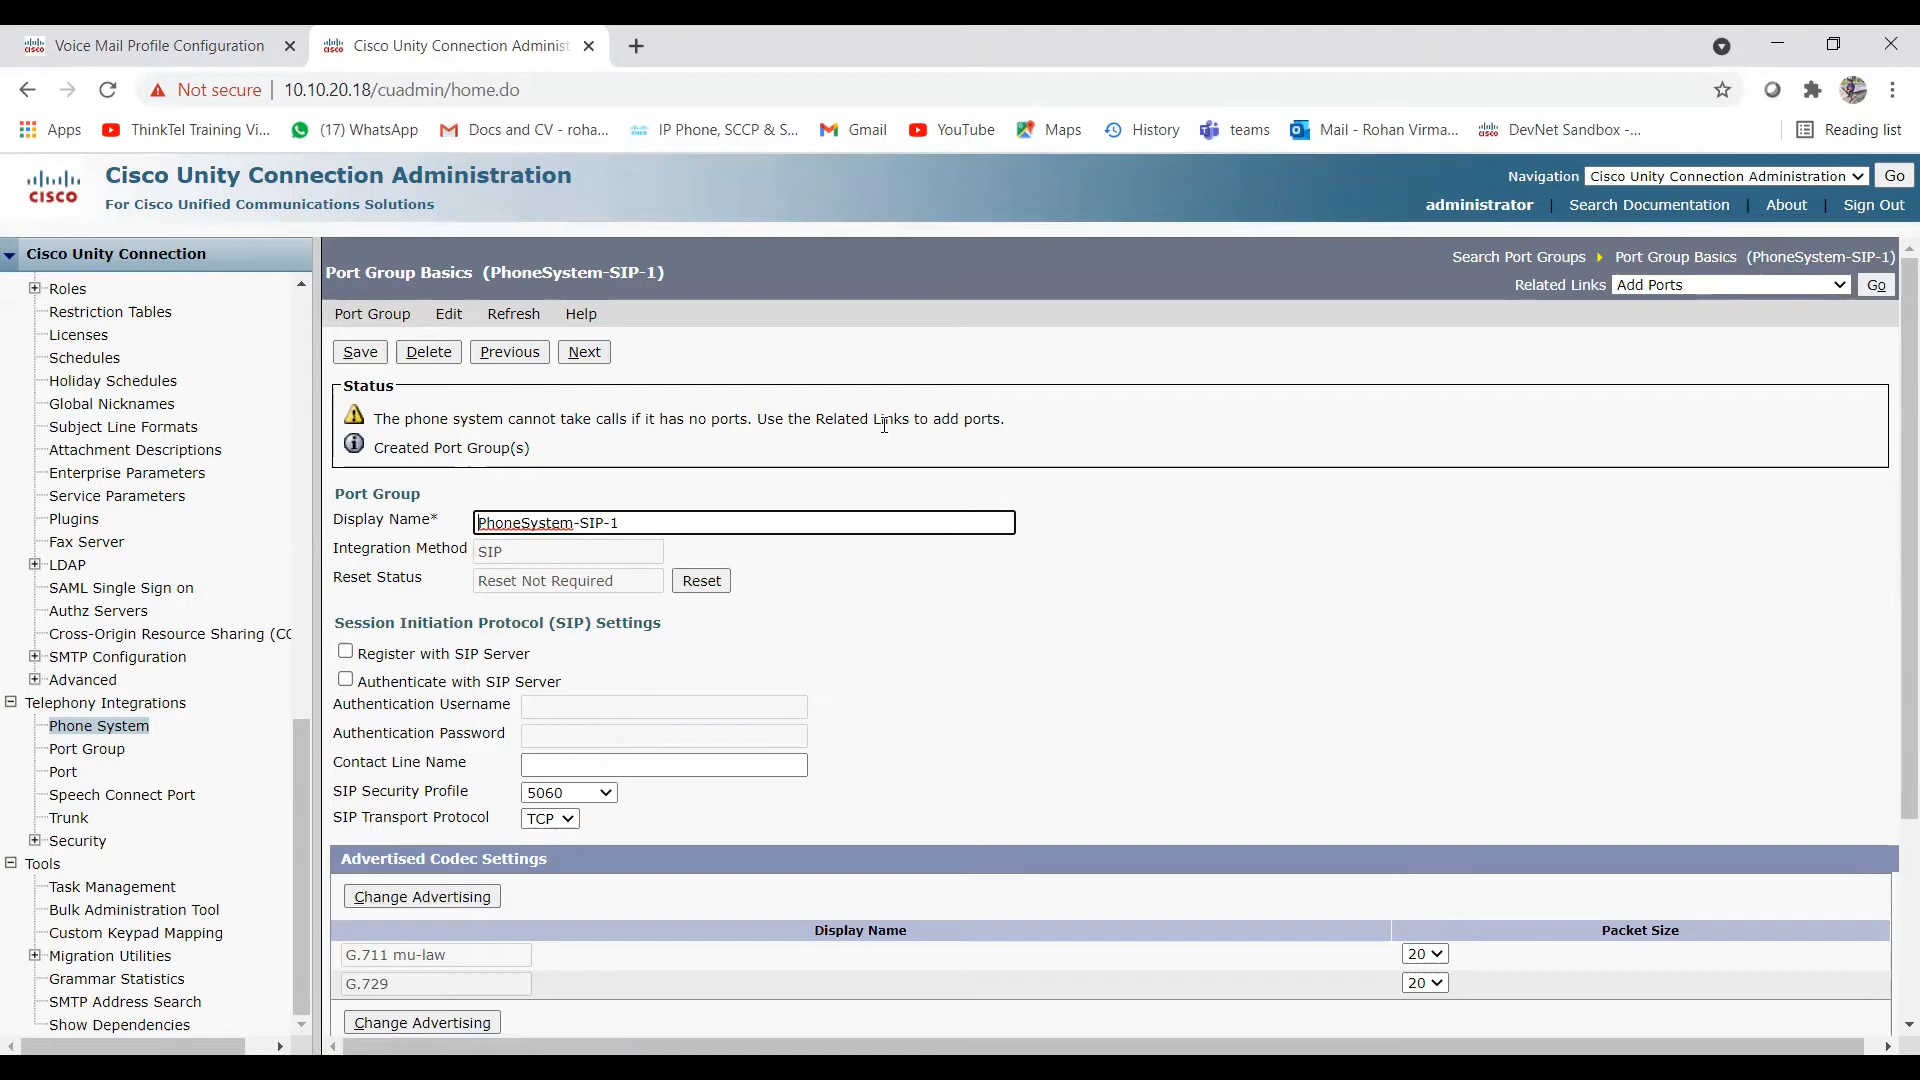 Voice Mail Profile Configuration
Cisco Unity Connection Administ
Not secure | 10.10.20.18/cuadmin/home.do
Apps ThinkTel Training Vi... (17) WhatsApp Docs and CV - roha... IP Phone, SCCP & S... Gmail YouTube Maps History teams Mail - Rohan Virma... DevNet Sandbox -... Reading list
cisco
Cisco Unity Connection Administration
For Cisco Unified Communications Solutions
Navigation Cisco Unity Connection Administration Go
administrator | Search Documentation | About | Sign Out
Cisco Unity Connection
Roles
Restriction Tables
Licenses
Schedules
Holiday Schedules
Global Nicknames
Subject Line Formats
Attachment Descriptions
Enterprise Parameters
Service Parameters
Plugins
Fax Server
LDAP
SAML Single Sign on
Authz Servers
Cross-Origin Resource Sharing (CO
SMTP Configuration
Advanced
Telephony Integrations
Phone System
Port Group
Port
Speech Connect Port
Trunk
Security
Tools
Task Management
Bulk Administration Tool
Custom Keypad Mapping
Migration Utilities
Grammar Statistics
SMTP Address Search
Show Dependencies
Port Group Basics (PhoneSystem-SIP-1)
Search Port Groups Port Group Basics (PhoneSystem-SIP-1)
Related Links Add Ports Go
Port Group Edit Refresh Help
Save Delete Previous Next
Status
The phone system cannot take calls if it has no ports. Use the Related Links to add ports.
Created Port Group(s)
Port Group
Display Name* PhoneSystem-SIP-1
Integration Method SIP
Reset Status Reset Not Required Reset
Session Initiation Protocol (SIP) Settings
Register with SIP Server
Authenticate with SIP Server
Authentication Username
Authentication Password
Contact Line Name
SIP Security Profile 5060
SIP Transport Protocol TCP
Advertised Codec Settings
Change Advertising
Display Name Packet Size
G.711 mu-law 20
G.729 20
Change Advertising